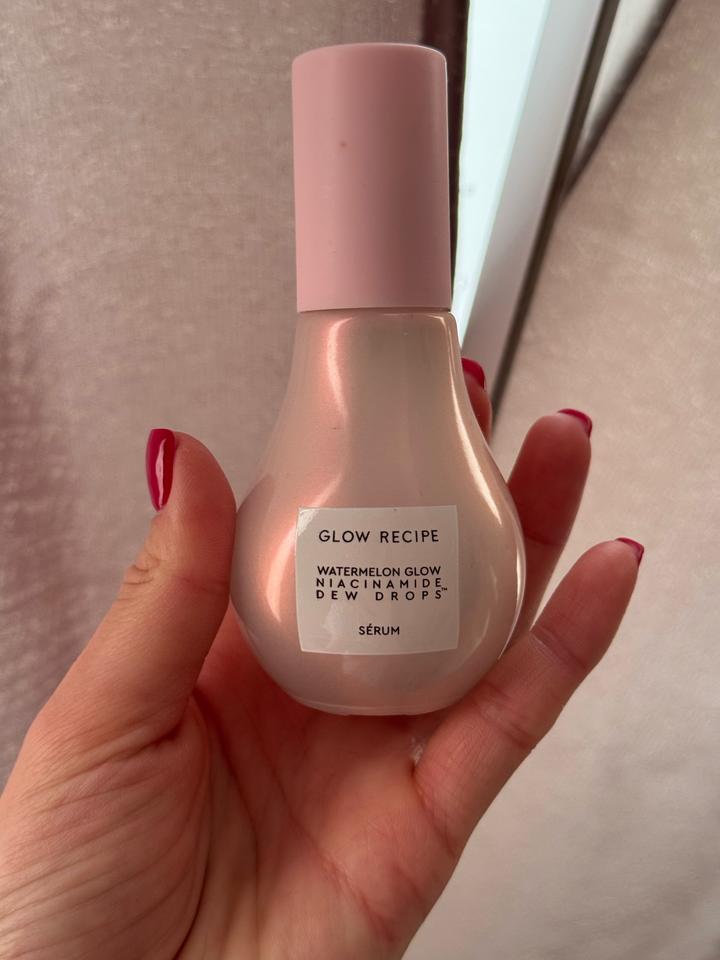 GLOW RECIPE
WATERMELON GLOW
NIACINAMIDE
DEW DROPS™
SÉRUM